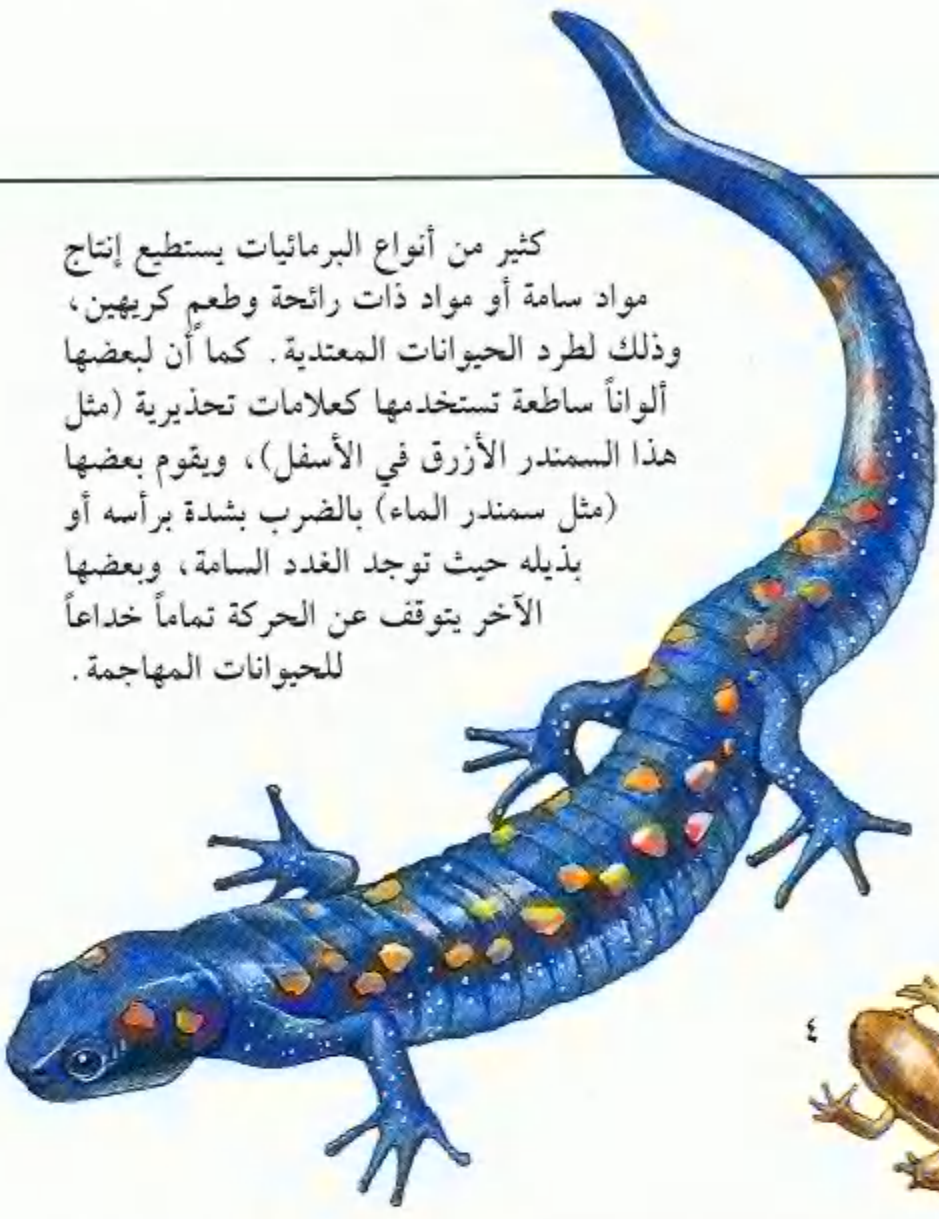 كثير من أنواع البرمائيات يستطيع إنتاج
مواد سامة أو مواد ذات رائحة وطعمٍ كريهين،
وذلك لطرد الحيوانات المعتدية. كما أن لبعضها
ألواناً ساطعة تستخدمها كعلامات تحذيرية (مثل
هذا السمندر الأزرق في الأسفل)، ويقوم بعضها
(مثل سمندر الماء) بالضرب بشدة برأسه أو
بذيله حيث توجد الغدد السامة، وبعضها
الآخر يتوقف عن الحركة تماماً خداعاً
للحيوانات المهاجمة.
٤